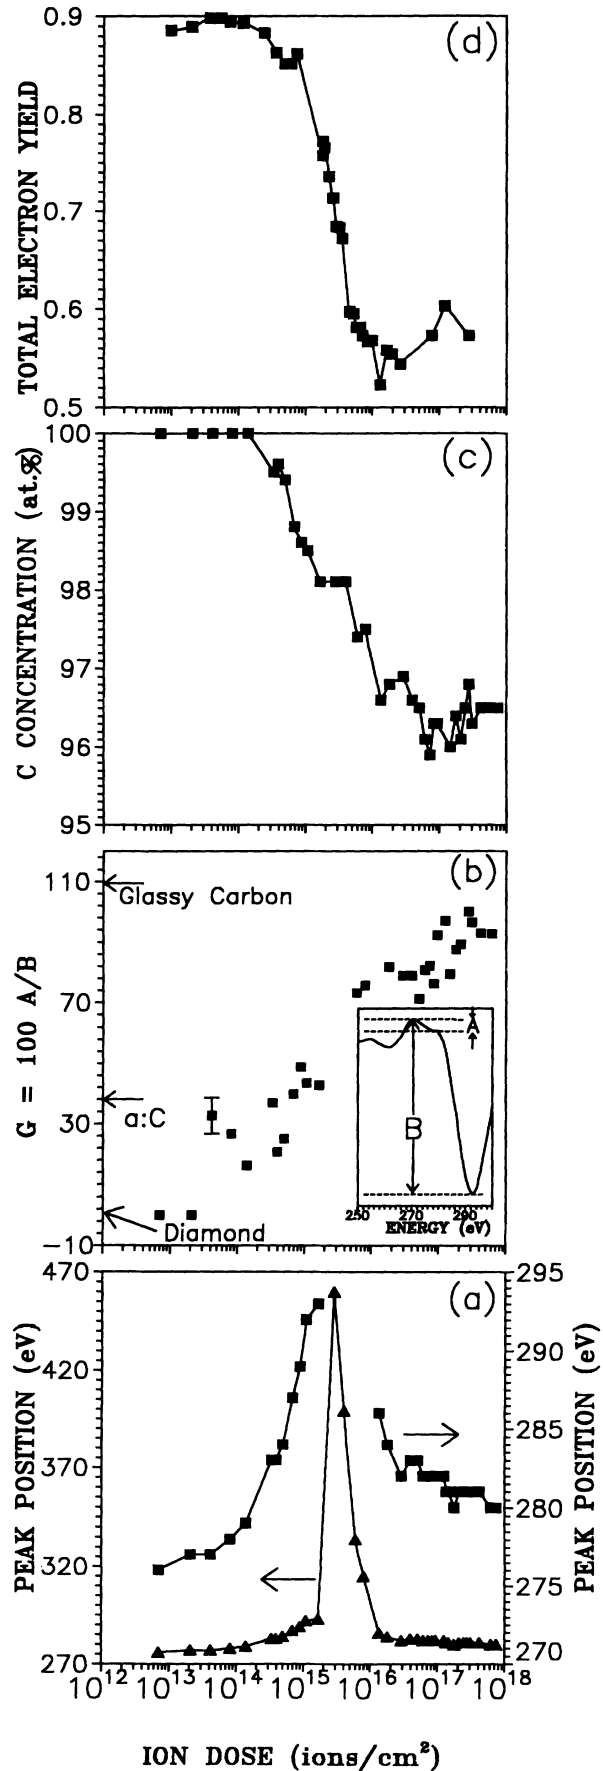 0.9
(d)
0.8
0.7
0.6
0.5
TOTAL ELECTRON YIELD
100
(c)
99
98
97
96
95
C CONCENTRATION (at.%)
(b)
110
Glassy Carbon
70
A
a:C
30
B
Diamond
250 270 290
ENERGY (eV)
-10
G = 100 A/B
470
295
(a)
290
420
285
370
280
320
275
270
270
PEAK POSITION (eV)
PEAK POSITION (eV)
10¹² 10¹³ 10¹⁴ 10¹⁵ 10¹⁶ 10¹⁷ 10¹⁸
ION DOSE (ions/cm²)